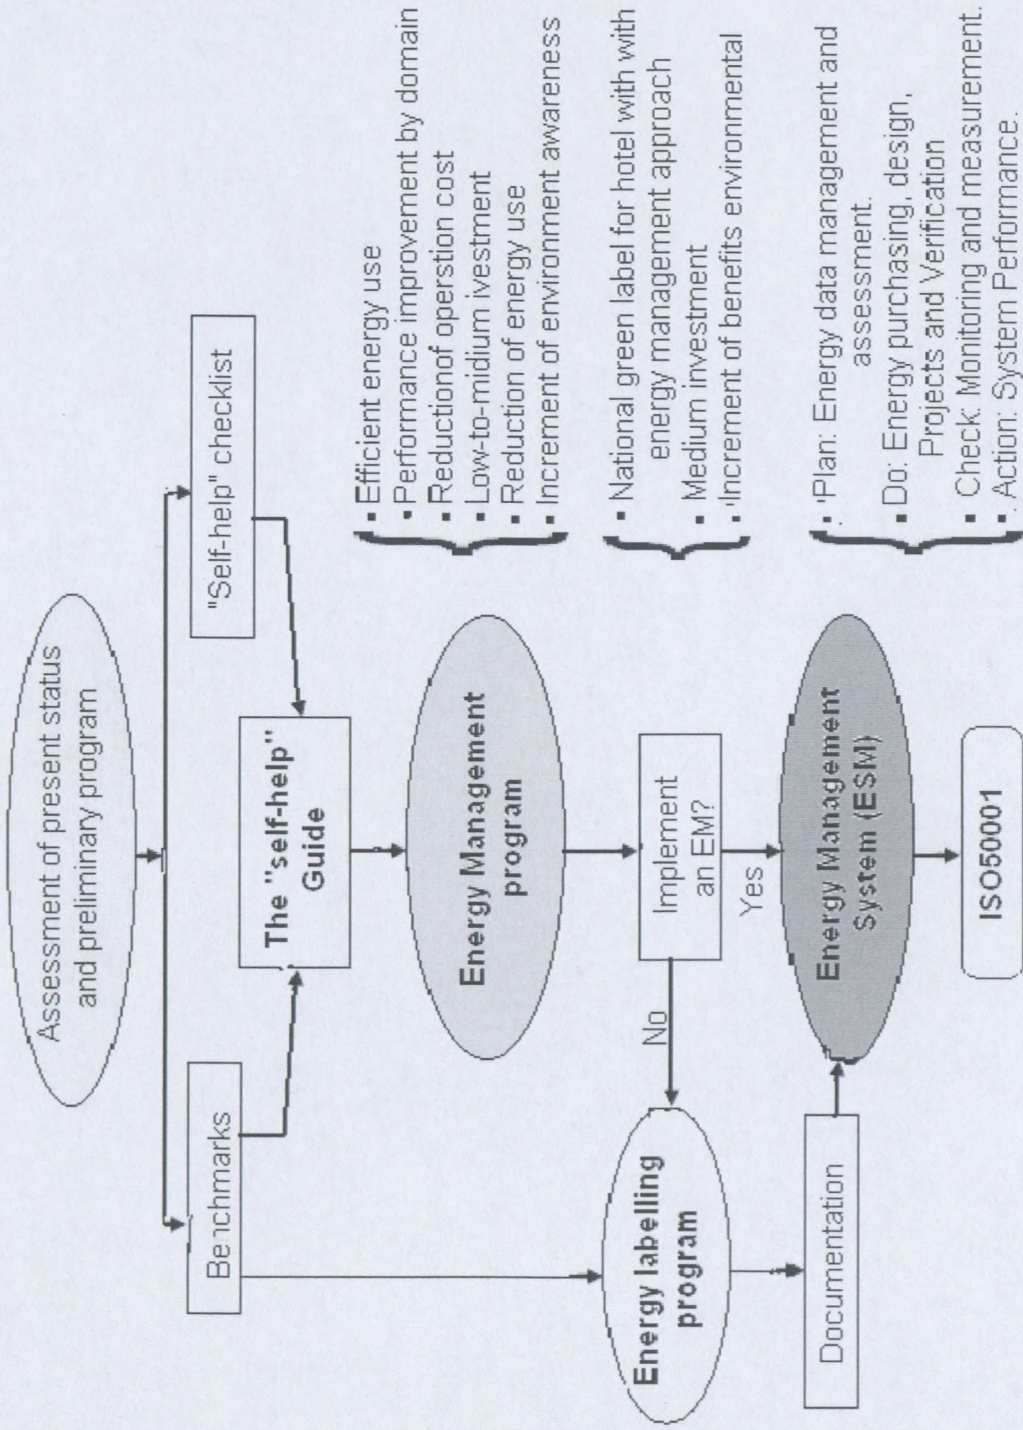 Assessment of present status
and preliminary program
Benchmarks
"Self-help" checklist
The "self-help"
Guide
Energy Management
program
▪ Efficient energy use
▪ Performance improvement by domain
▪ Reductionof operstion cost
▪ Low-to-midium ivestment
▪ Reduction of energy use
▪ Increment of environment awareness
Implement
an EM?
No
Yes
Energy labelling
program
▪ National green label for hotel with with
energy management approach
▪ Medium investment
▪ 'Increment of benefits environmental
Documentation
Energy Management
System (ESM)
▪ 'Plan: Energy data management and
assessment.
▪ Do: Energy purchasing, design,
Projects and Verification
▪ Check: Monitoring and measurement.
▪ Action: System Performance.
ISO50001